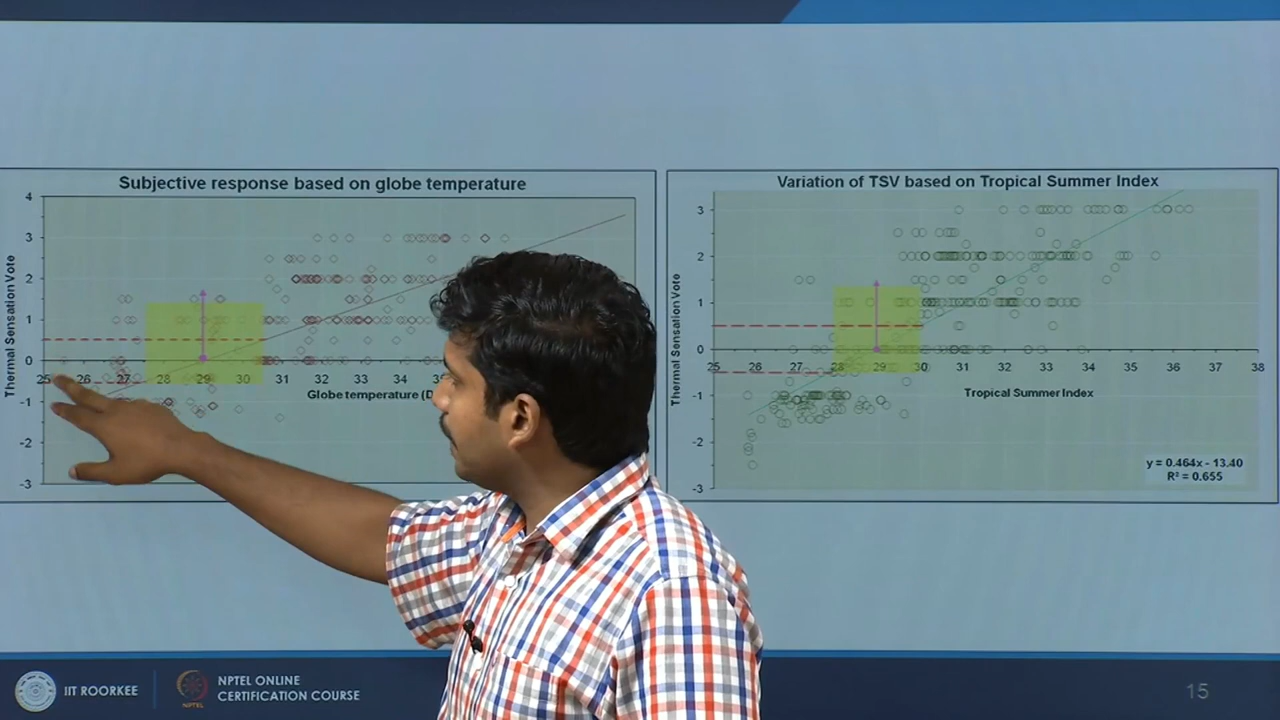 Subjective response based on globe temperature
4
3
2
1
0
-1
-2
-3
Thermal Sensation Vote
25 26 27 28 29 30 31 32 33 34
Globe temperature (D
Variation of TSV based on Tropical Summer Index
3
2
1
0
-1
-2
-3
Thermal Sensation Vote
25 26 27 28 29 30 31 32 33 34 35 36 37 38
Tropical Summer Index
y = 0.464x - 13.40
R² = 0.655
IIT ROORKEE
NPTEL
NPTEL ONLINE
CERTIFICATION COURSE
15